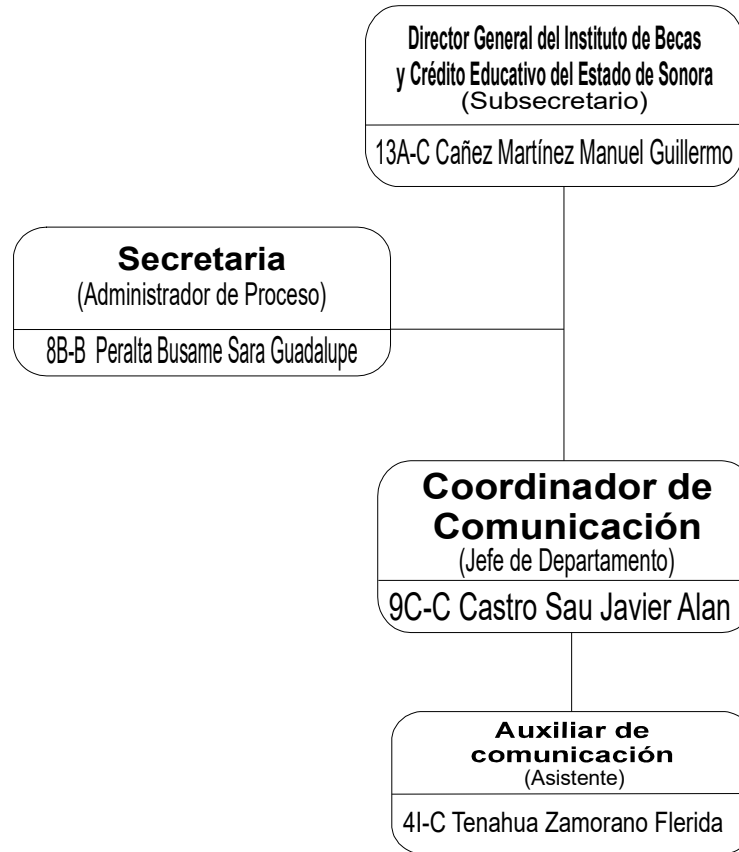 Director General del Instituto de Becas
y Crédito Educativo del Estado de Sonora
(Subsecretario)
13A-C Cañez Martínez Manuel Guillermo
Secretaria
(Administrador de Proceso)
8B-B Peralta Busame Sara Guadalupe
Coordinador de
Comunicación
(Jefe de Departamento)
9C-C Castro Sau Javier Alan
Auxiliar de
comunicación
(Asistente)
4I-C Tenahua Zamorano Flerida